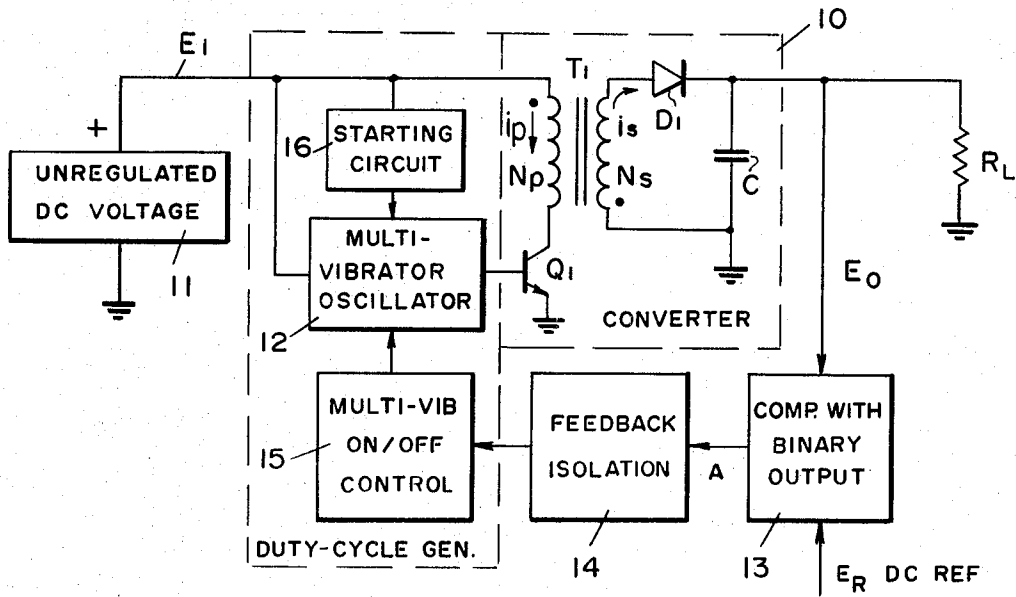 10
E1
T1
D1
+
UNREGULATED
DC VOLTAGE
11
16
STARTING
CIRCUIT
ip
Np
is
Ns
C
RL
MULTI-
VIBRATOR
OSCILLATOR
12
Q1
CONVERTER
EO
15
MULTI-VIB
ON/OFF
CONTROL
DUTY-CYCLE GEN.
FEEDBACK
ISOLATION
14
A
COMP. WITH
BINARY
OUTPUT
13
ER DC REF